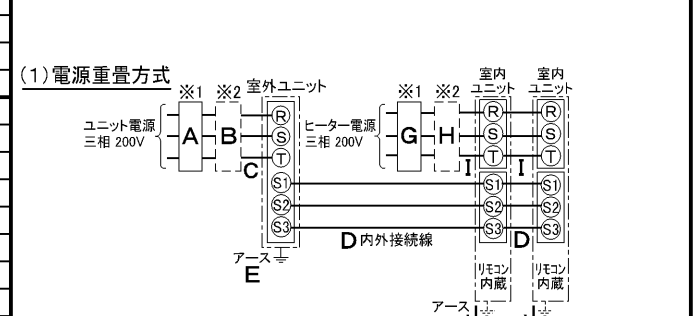 (1)電源重畳方式
※1 ※2 室外ユニット
ユニット電源
三相 200V
A B C
R
S
T
S1
S2
S3
アース
E
※1 ※2
ヒーター電源
三相 200V
G H I I
室内
ユニット
R
S
T
S1
S2
S3
リモコン
内蔵
室内
ユニット
R
S
T
S1
S2
S3
リモコン
内蔵
D 内外接続線 D
アース